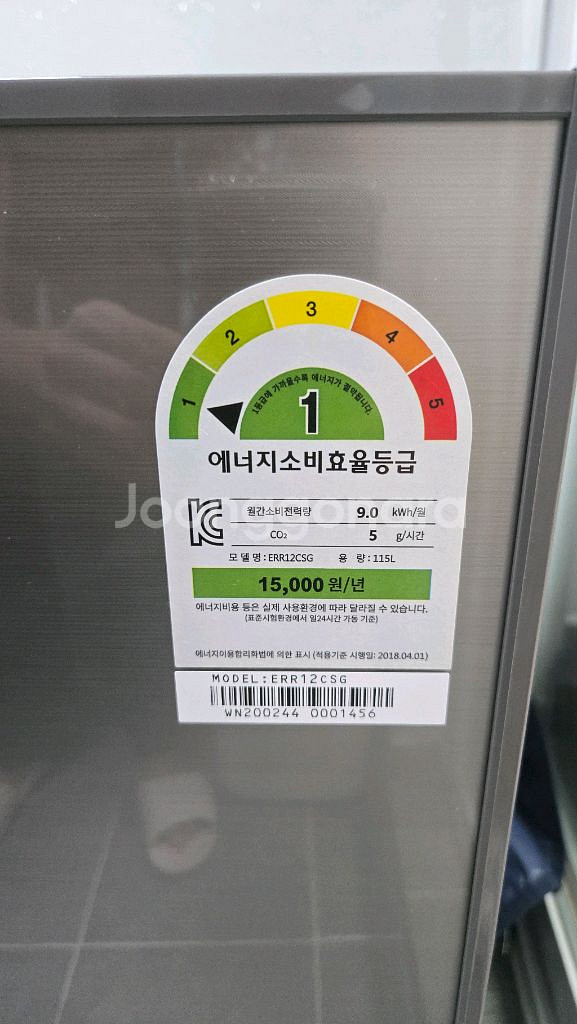 1
2
3
4
5
1등급에 가까울수록 에너지가 절약됩니다.
1
에너지소비효율등급
월간소비전력량 9.0 kWh/월
CO₂ 5 g/시간
모 델 명 : ERR12CSG 용 량 : 115L
15,000 원/년
에너지비용 등은 실제 사용환경에 따라 달라질 수 있습니다.
(표준시험환경에서 일24시간 가동 기준)
에너지이용합리화법에 의한 표시 (적용기준 시행일: 2018.04.01)
MODEL:ERR12CSG
WN200244 0001456
Joonggonara